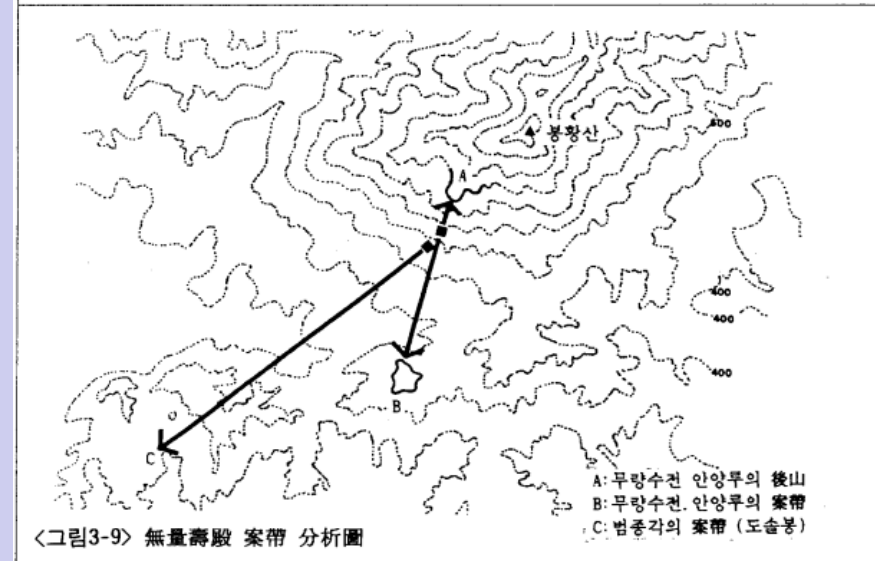 600
▲ 봉황산
A
400
400
400
B
C
A:무량수전 안양루의 後山
B:무량수전 안양루의 案帶
C:범종각의 案帶 (도솔봉)
<그림3-9> 無量壽殿 案帶 分析圖